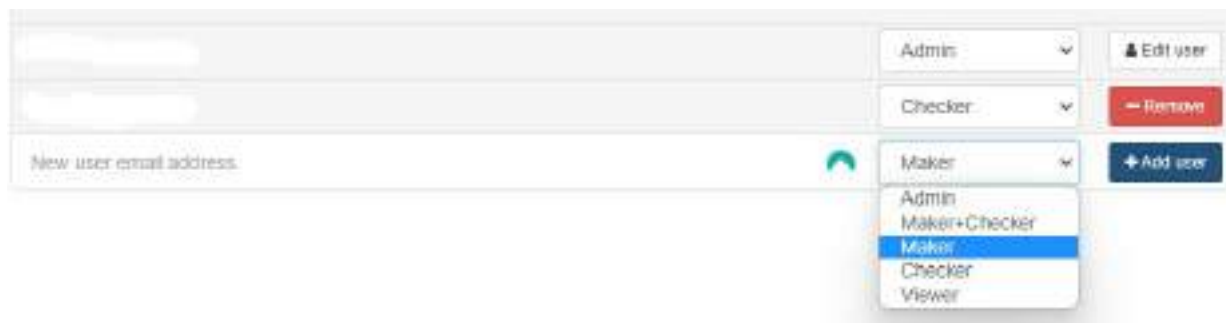 Admin Edit user
Checker Remove
New user email address. Maker Add user
Admin
Maker+Checker
Maker
Checker
Viewer